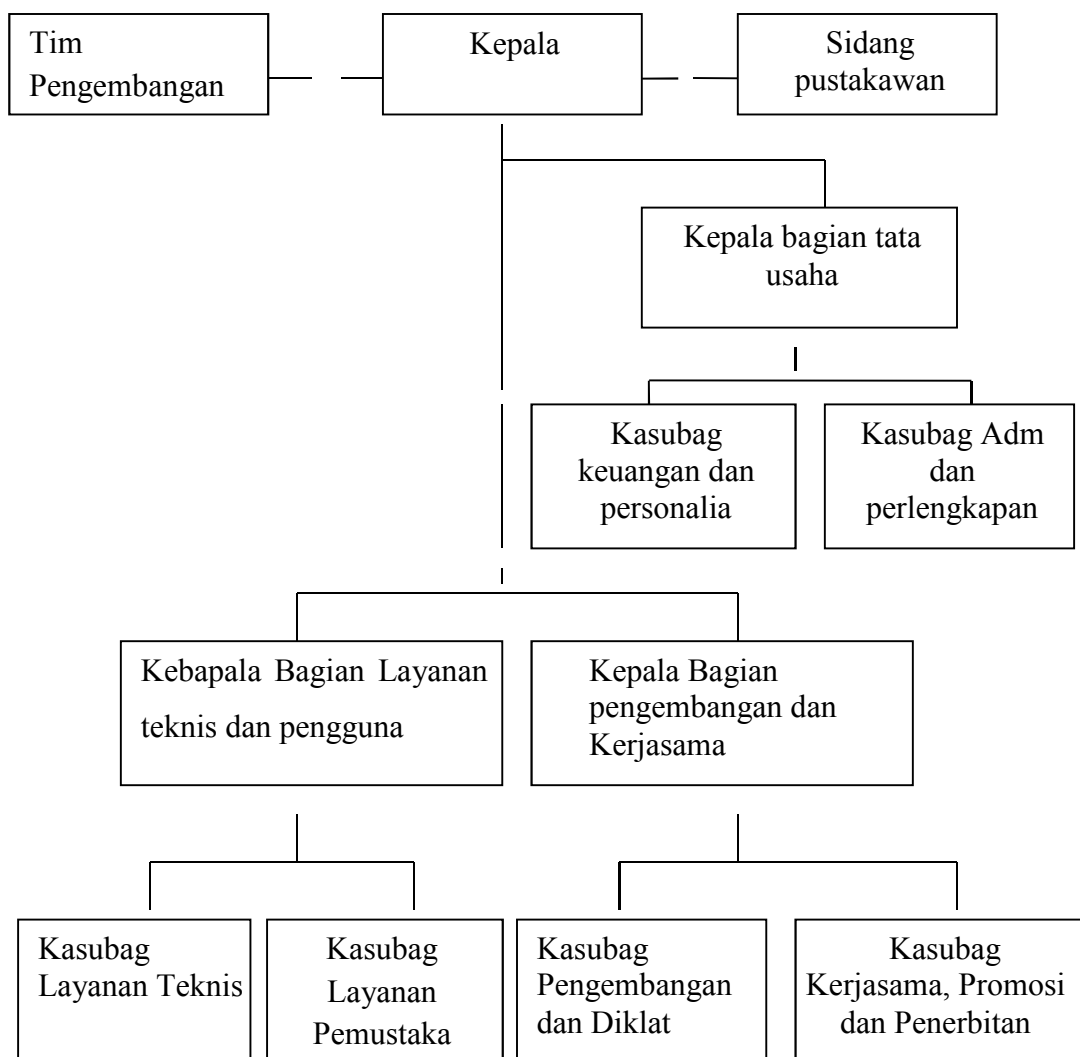 Tim
Pengembangan
Kepala
Sidang
pustakawan
Kepala bagian tata
usaha
Kasubag
keuangan dan
personalia
Kasubag Adm
dan
perlengkapan
Kebapala Bagian Layanan
teknis dan pengguna
Kepala Bagian
pengembangan dan
Kerjasama
Kasubag
Layanan Teknis
Kasubag
Layanan
Pemustaka
Kasubag
Pengembangan
dan Diklat
Kasubag
Kerjasama, Promosi
dan Penerbitan